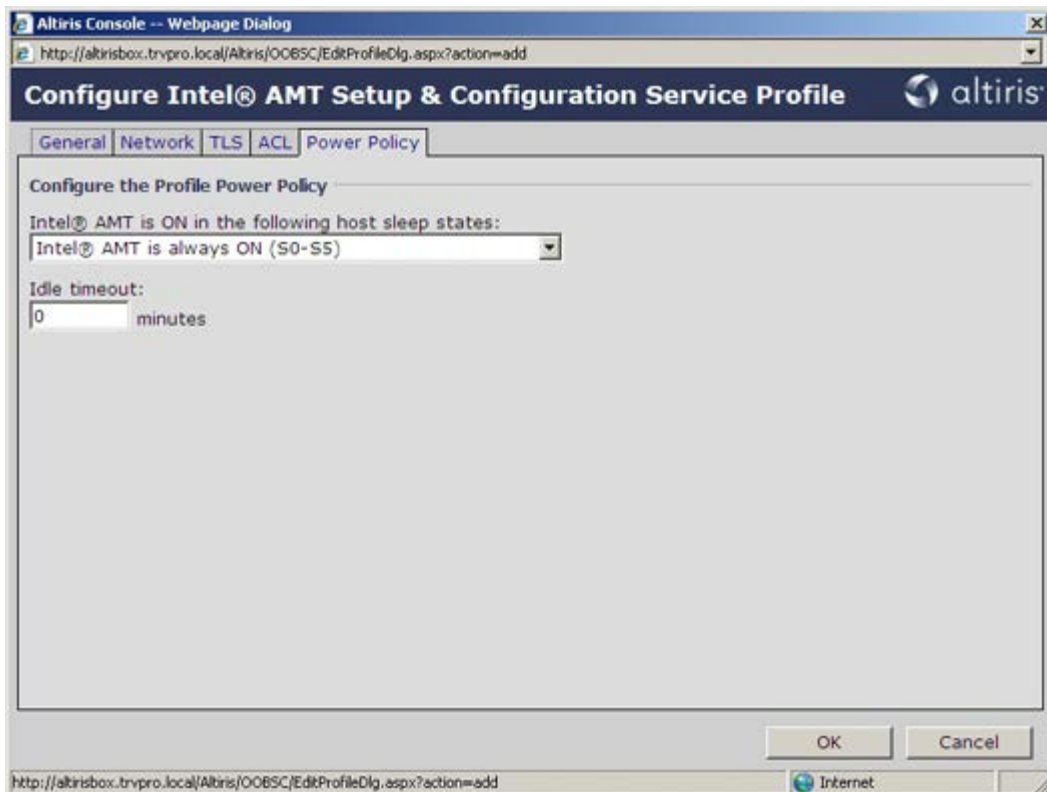 Altiris Console -- Webpage Dialog
http://altirisbox.trvpro.local/Altiris/OOBSC/EditProfileDlg.aspx?action=add
Configure Intel® AMT Setup & Configuration Service Profile
altiris
General Network TLS ACL Power Policy
Configure the Profile Power Policy
Intel® AMT is ON in the following host sleep states:
Intel® AMT is always ON (S0-S5)
Idle timeout:
0 minutes
OK Cancel
http://altirisbox.trvpro.local/Altiris/OOBSC/EditProfileDlg.aspx?action=add Internet